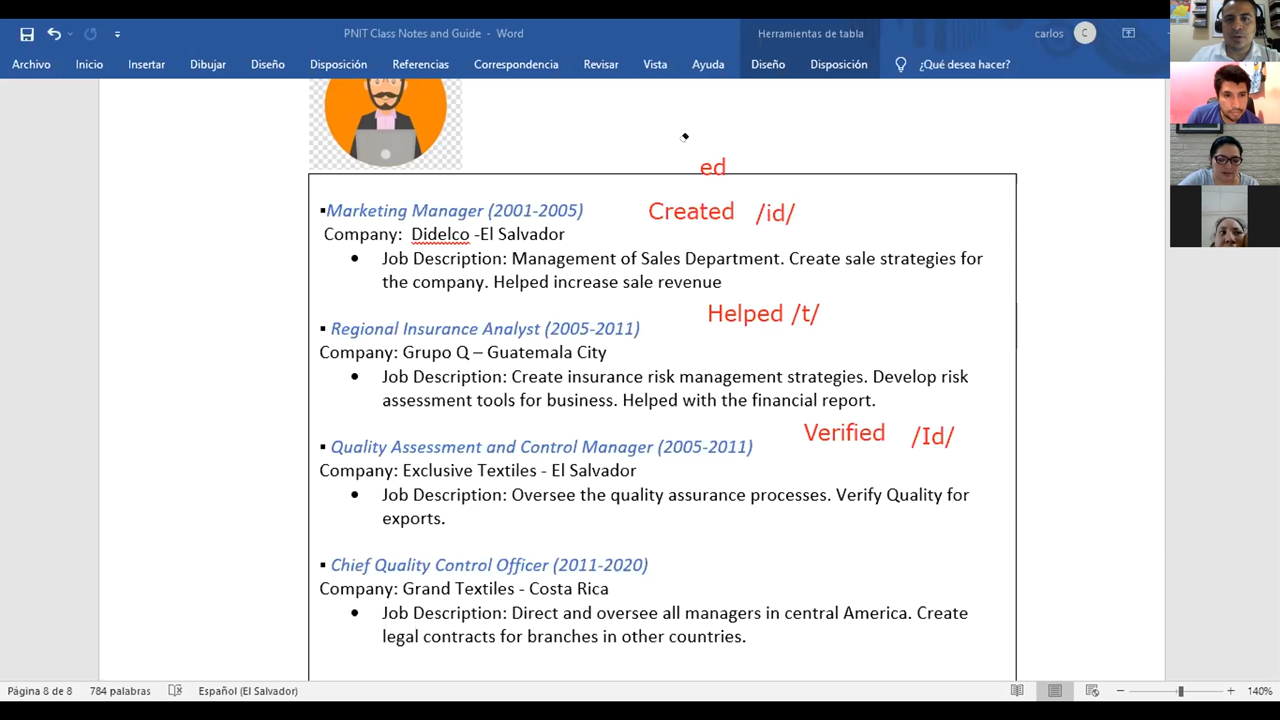 PNIT Class Notes and Guide - Word
Herramientas de tabla
carlos
C
Archivo
Inicio
Insertar
Dibujar
Diseño
Disposición
Referencias
Correspondencia
Revisar
Vista
Ayuda
Diseño
Disposición
¿Qué desea hacer?
ed
▪Marketing Manager (2001-2005)
Created /id/
Company: Didelco -El Salvador
• Job Description: Management of Sales Department. Create sale strategies for
the company. Helped increase sale revenue
Helped /t/
▪ Regional Insurance Analyst (2005-2011)
Company: Grupo Q – Guatemala City
• Job Description: Create insurance risk management strategies. Develop risk
assessment tools for business. Helped with the financial report.
Verified /Id/
▪ Quality Assessment and Control Manager (2005-2011)
Company: Exclusive Textiles - El Salvador
• Job Description: Oversee the quality assurance processes. Verify Quality for
exports.
▪ Chief Quality Control Officer (2011-2020)
Company: Grand Textiles - Costa Rica
• Job Description: Direct and oversee all managers in central America. Create
legal contracts for branches in other countries.
Página 8 de 8
784 palabras
Español (El Salvador)
140%